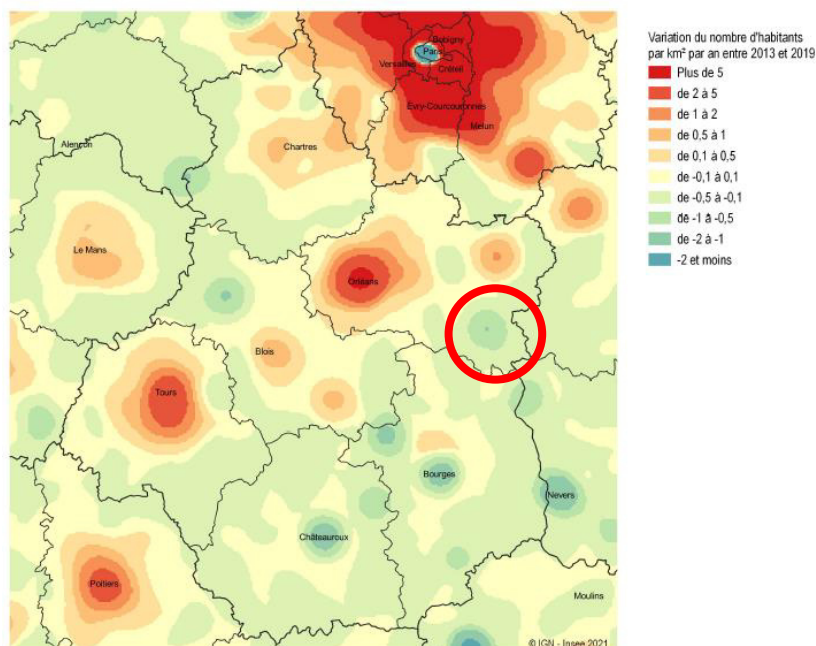 Variation du nombre d'habitants
par km² par an entre 2013 et 2019
Plus de 5
de 2 à 5
de 1 à 2
de 0,5 à 1
de 0,1 à 0,5
de -0,1 à 0,1
de -0,5 à -0,1
de -1 à -0,5
de -2 à -1
-2 et moins
Bobigny
Paris
Versailles
Créteil
Evry-Courcouronnes
Melun
Chartres
Alençon
Le Mans
Orléans
Blois
Tours
Bourges
Nevers
Châteauroux
Poitiers
Moulins
© IGN - Insee 2021